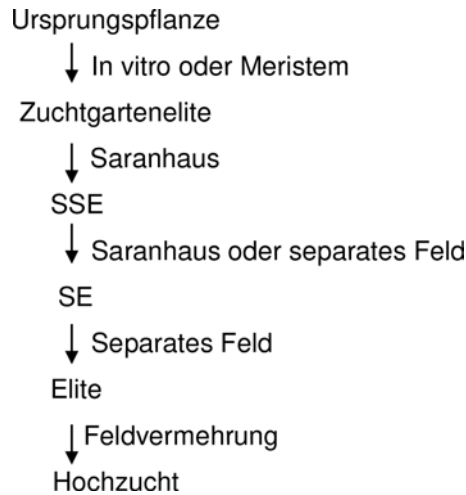 Ursprungspflanze
In vitro oder Meristem
Zuchtgartenelite
Saranhaus
SSE
Saranhaus oder separates Feld
SE
Separates Feld
Elite
Feldvermehrung
Hochzucht